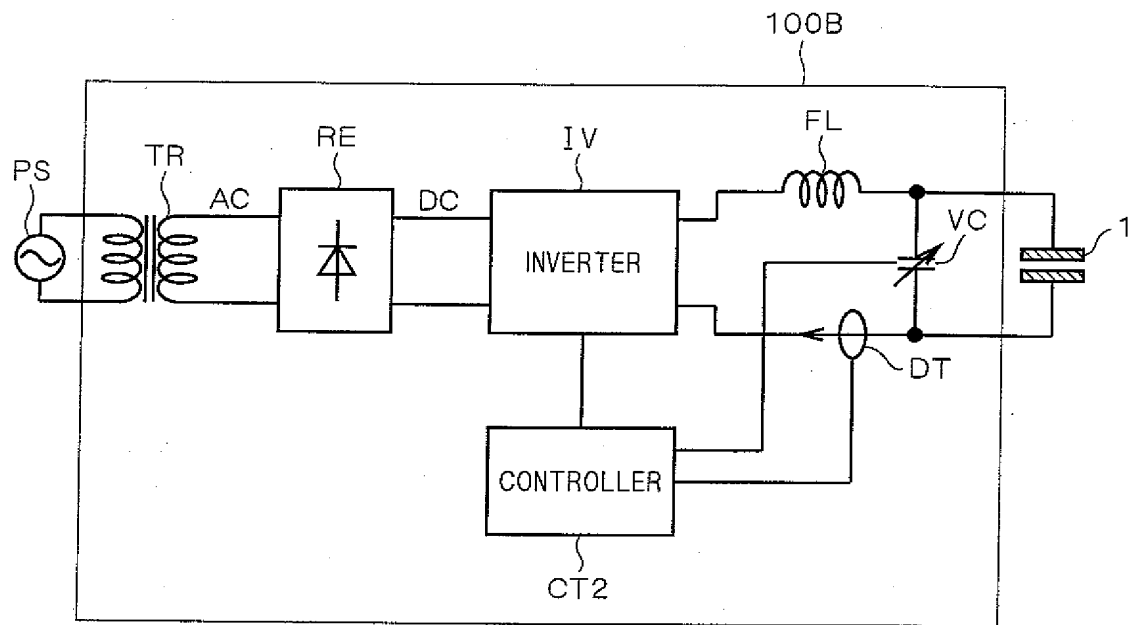 100B
PS
TR
AC
RE
DC
IV
FL
INVERTER
VC
1
DT
CONTROLLER
CT2